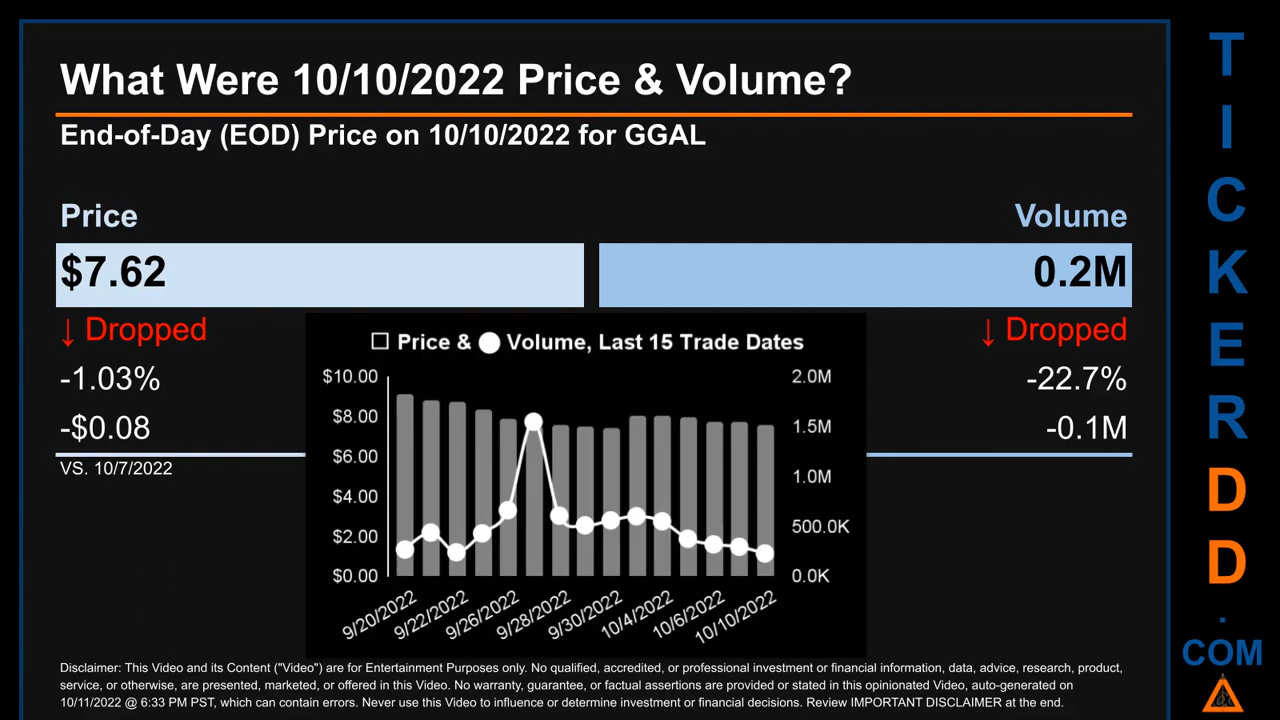 What Were 10/10/2022 Price & Volume?
End-of-Day (EOD) Price on 10/10/2022 for GGAL
Price
Volume
$7.62
0.2M
↓ Dropped
↓ Dropped
-1.03%
-22.7%
-$0.08
-0.1M
VS. 10/7/2022
Price & Volume, Last 15 Trade Dates
$10.00
$8.00
$6.00
$4.00
$2.00
$0.00
2.0M
1.5M
1.0M
500.0K
0.0K
9/20/2022
9/22/2022
9/26/2022
9/28/2022
9/30/2022
10/4/2022
10/6/2022
10/10/2022
Disclaimer: This Video and its Content ("Video") are for Entertainment Purposes only. No qualified, accredited, or professional investment or financial information, data, advice, research, product,
service, or otherwise, are presented, marketed, or offered in this Video. No warranty, guarantee, or factual assertions are provided or stated in this opinionated Video, auto-generated on
10/11/2022 @ 6:33 PM PST, which can contain errors. Never use this Video to influence or determine investment or financial decisions. Review IMPORTANT DISCLAIMER at the end.
T
I
C
K
E
R
D
D
.
COM